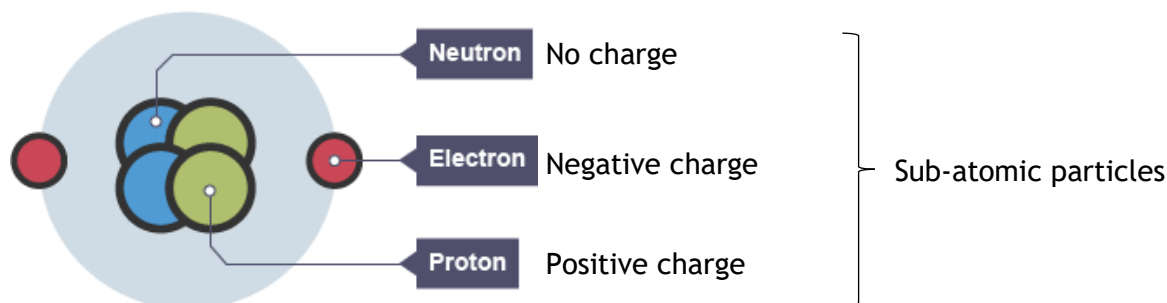 Neutron No charge
Electron Negative charge
Sub-atomic particles
Proton Positive charge